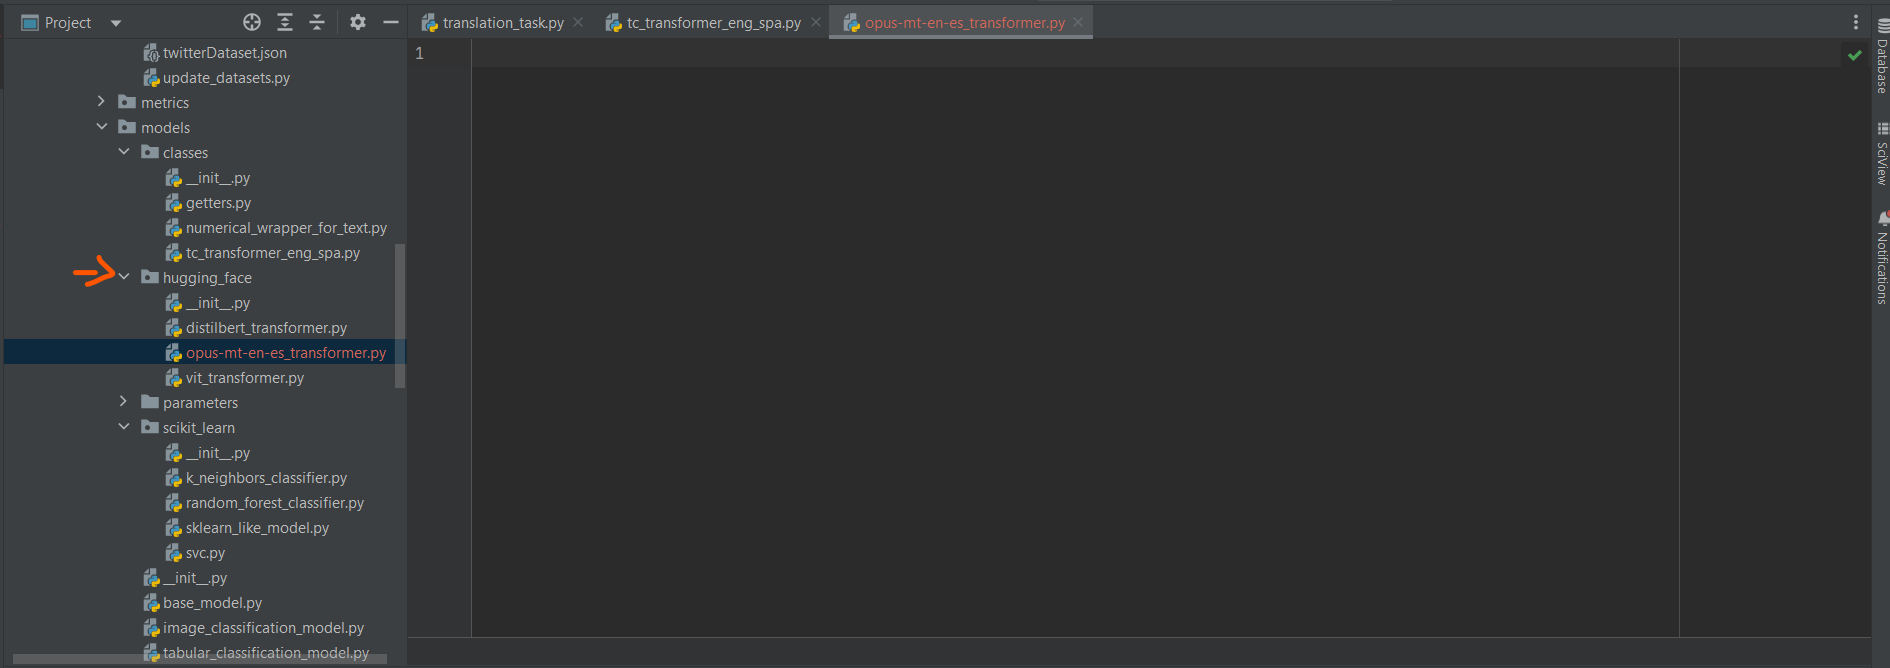 Project
translation_task.py
tc_transformer_eng_spa.py
opus-mt-en-es_transformer.py
twitterDataset.json
update_datasets.py
metrics
models
classes
__init__.py
getters.py
numerical_wrapper_for_text.py
tc_transformer_eng_spa.py
hugging_face
__init__.py
distilbert_transformer.py
opus-mt-en-es_transformer.py
vit_transformer.py
parameters
scikit_learn
__init__.py
k_neighbors_classifier.py
random_forest_classifier.py
sklearn_like_model.py
svc.py
__init__.py
base_model.py
image_classification_model.py
tabular_classification_model.py
1
Database
SciView
Notifications